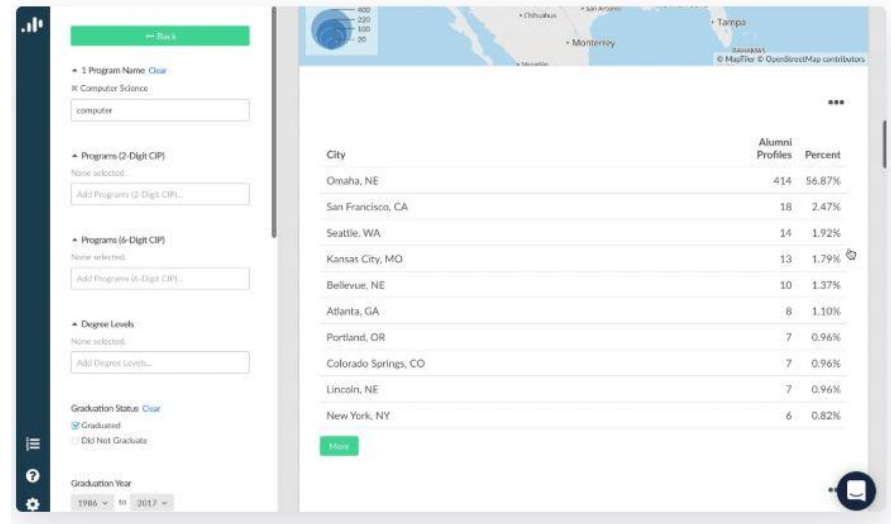 ← Back
1 Program Name Clear
× Computer Science
computer
Programs (2-Digit CIP)
None selected.
Add Programs (2-Digit CIP)...
Programs (6-Digit CIP)
None selected.
Add Programs (6-Digit CIP)...
Degree Levels
None selected.
Add Degree Levels...
Graduation Status Clear
Graduated
Did Not Graduate
Graduation Year
1986 to 2017
400
220
100
20
Chihuahua
San Antonio
Monterrey
Tampa
BAHAMAS
© MapTiler © OpenStreetMap contributors
City Alumni Profiles Percent
Omaha, NE 414 56.87%
San Francisco, CA 18 2.47%
Seattle, WA 14 1.92%
Kansas City, MO 13 1.79%
Bellevue, NE 10 1.37%
Atlanta, GA 8 1.10%
Portland, OR 7 0.96%
Colorado Springs, CO 7 0.96%
Lincoln, NE 7 0.96%
New York, NY 6 0.82%
More